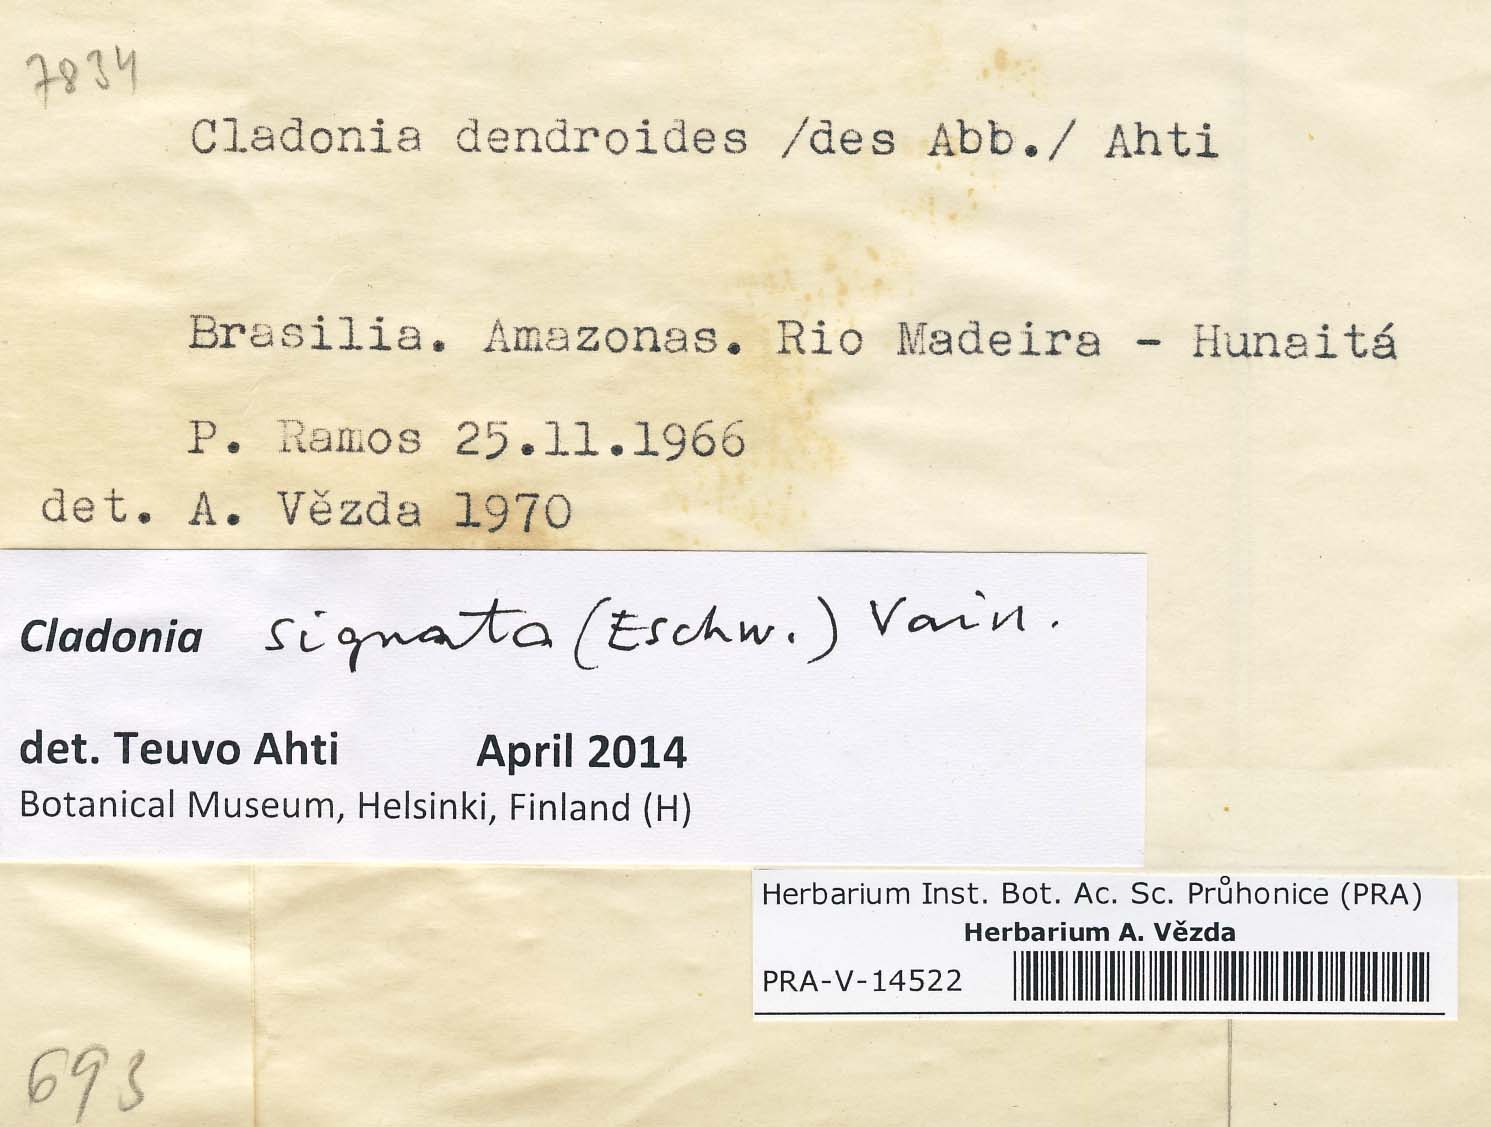 7834
Cladonia dendroides /des Abb./ Ahti
Brasilia. Amazonas. Rio Madeira - Hunaitá
P. Ramos 25.11.1966
det. A. Vězda 1970
Cladonia signata (Eschw.) Vain.
det. Teuvo Ahti April 2014
Botanical Museum, Helsinki, Finland (H)
Herbarium Inst. Bot. Ac. Sc. Průhonice (PRA)
Herbarium A. Vězda
PRA-V-14522
693